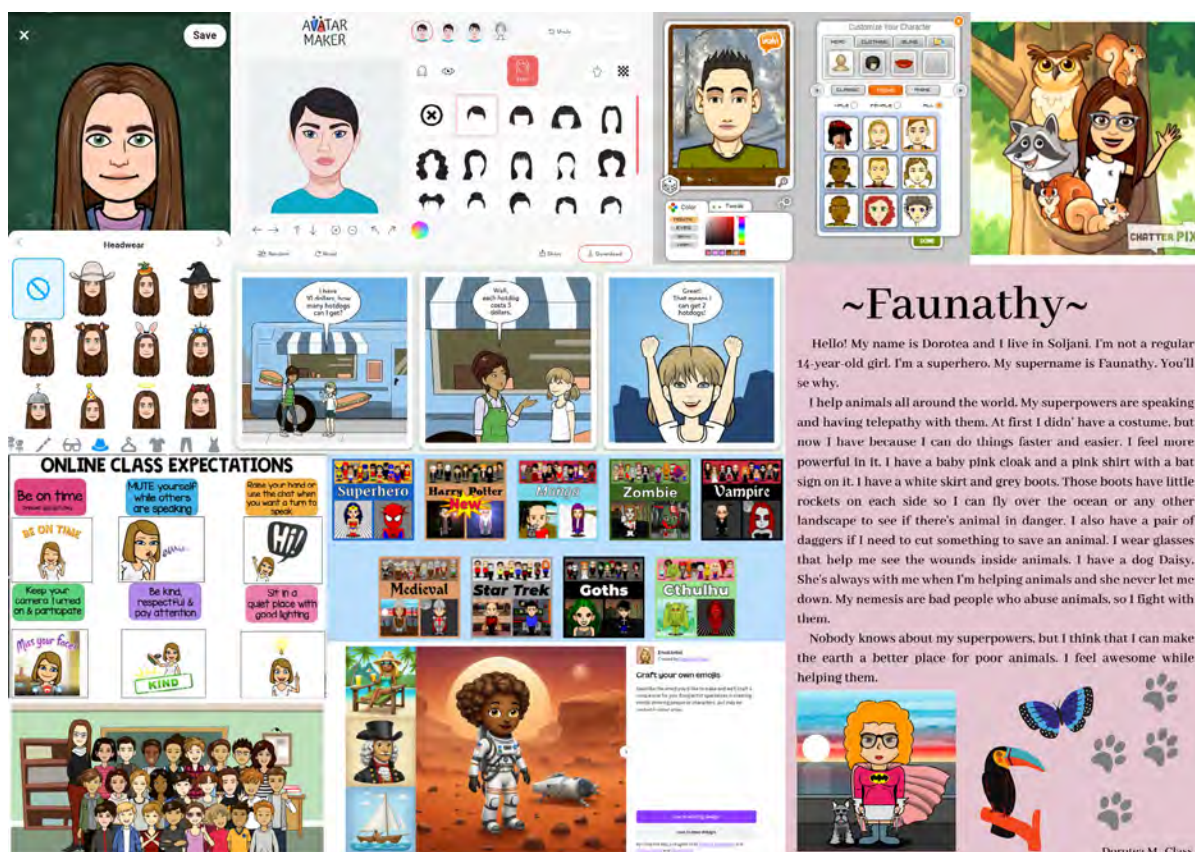 Save
Headwear
AVATAR
MAKER
Random
Reset
Share
Download
Customize Your Character
HEAD
CLOTHING
CLASSIC
MALE
FEMALE
ALL
Color
Tweak
DONE
CHATTER PIX
I have
dollars, how
many hotdogs
can I get?
Well,
each hotdog
costs 5
dollars.
Great!
That means I
can get 2
hotdogs!
~Faunathy~
Hello! My name is Dorotea and I live in Soljani. I'm not a regular
14-year-old girl. I'm a superhero. My supername is Faunathy. You'll
se why.
I help animals all around the world. My superpowers are speaking
and having telepathy with them. At first I didn' have a costume, but
now I have because I can do things faster and easier. I feel more
powerful in it. I have a baby pink cloak and a pink shirt with a bat
sign on it. I have a white skirt and grey boots. Those boots have little
rockets on each side so I can fly over the ocean or any other
landscape to see if there's animal in danger. I also have a pair of
daggers if I need to cut something to save an animal. I wear glasses
that help me see the wounds inside animals. I have a dog Daisy.
She's always with me when I'm helping animals and she never let me
down. My nemesis are bad people who abuse animals, so I fight with
them.
Nobody knows about my superpowers, but I think that I can make
the earth a better place for poor animals. I feel awesome while
helping them.
ONLINE CLASS EXPECTATIONS
Be on time
MUTE yourself
while others
are speaking
Raise your hand or
use the chat when
you want a turn to
speak
BE ON TIME
Hi!
Keep your
camera turned
on & participate
Be kind,
respectful &
pay attention
Sit in a
quiet place with
good lighting
Miss your face!
KIND
Superhero
Harry Potter
New
Manga
Zombie
Vampire
Medieval
Star Trek
Goths
Cthulhu
Craft your own emojis